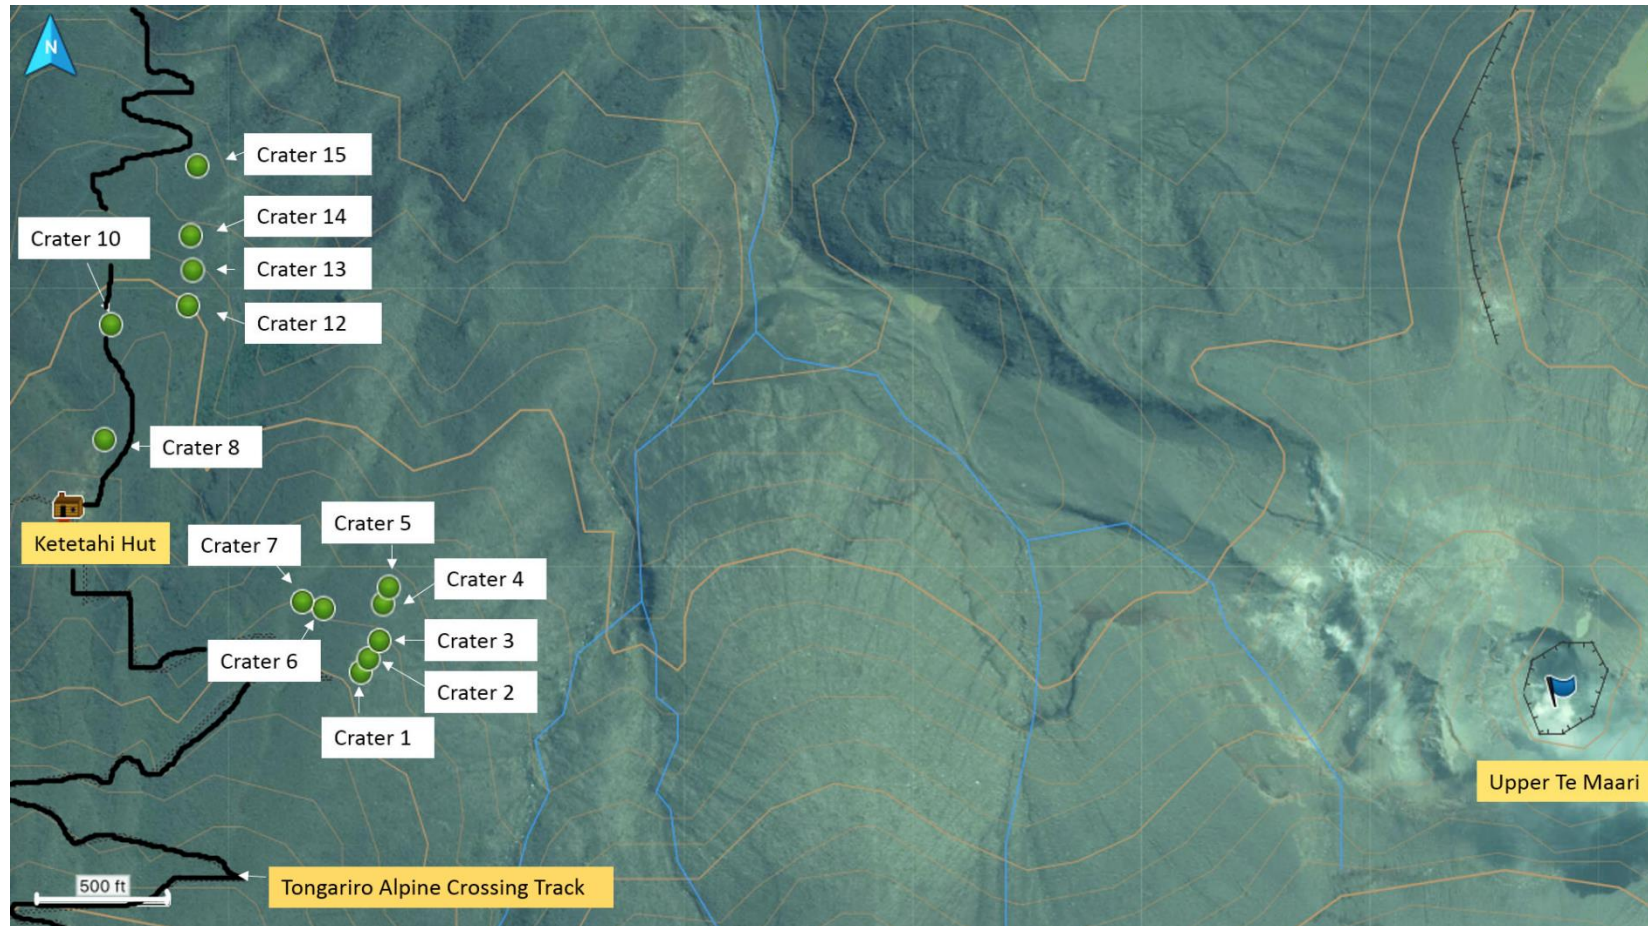 N
Crater 15
Crater 14
Crater 10
Crater 13
Crater 12
Crater 8
Ketetahi Hut
Crater 5
Crater 7
Crater 4
Crater 3
Crater 6
Crater 2
Crater 1
Upper Te Maari
500 ft
Tongariro Alpine Crossing Track